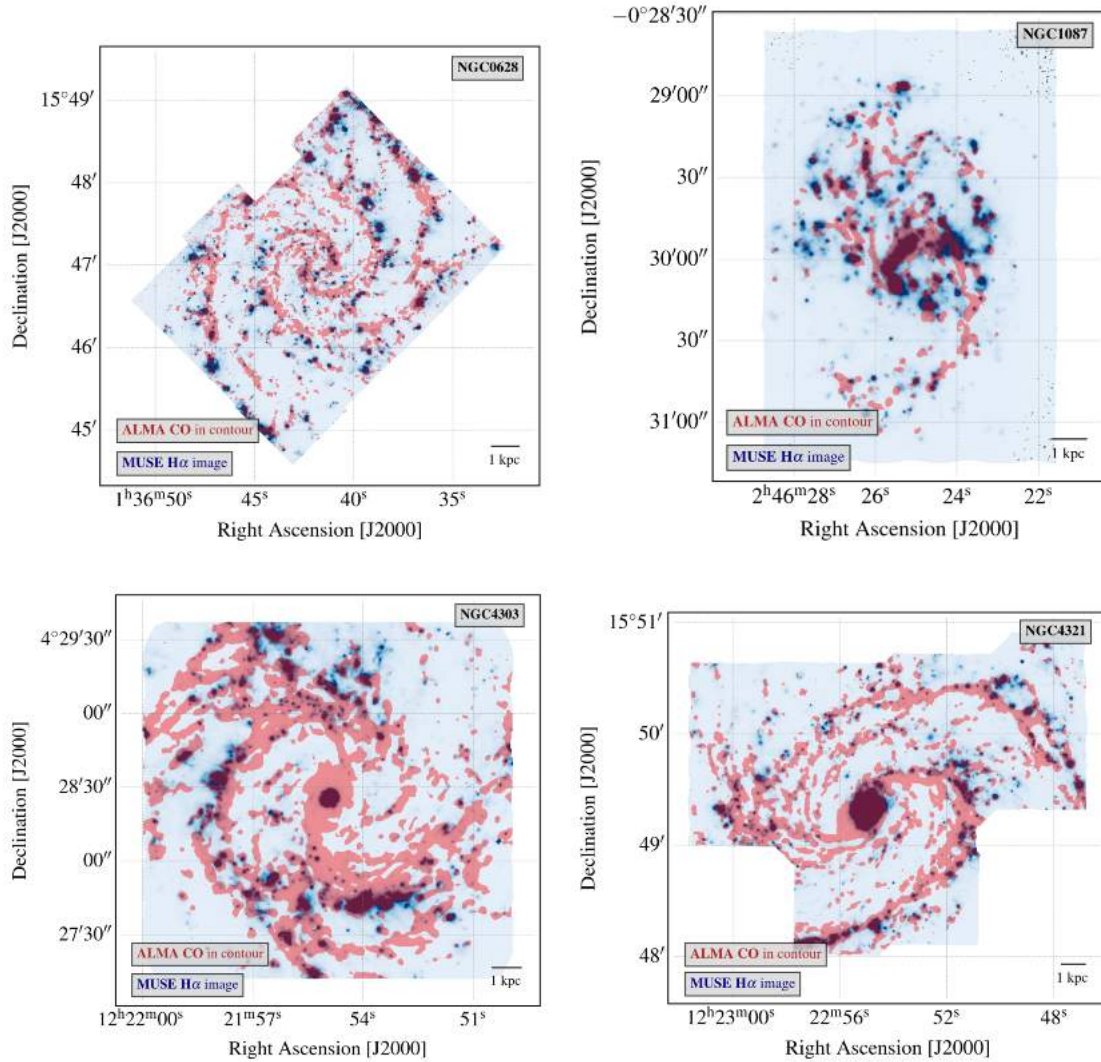 NGC0628
15°49′
48′
47′
46′
45′
Declination [J2000]
ALMA CO in contour
MUSE Hα image
1 kpc
1ʰ36ᵐ50ˢ
45ˢ
40ˢ
35ˢ
Right Ascension [J2000]
NGC1087
−0°28′30″
29′00″
30″
30′00″
30″
31′00″
Declination [J2000]
ALMA CO in contour
MUSE Hα image
1 kpc
2ʰ46ᵐ28ˢ
26ˢ
24ˢ
22ˢ
Right Ascension [J2000]
NGC4303
4°29′30″
00″
28′30″
00″
27′30″
Declination [J2000]
ALMA CO in contour
MUSE Hα image
1 kpc
12ʰ22ᵐ00ˢ
21ᵐ57ˢ
54ˢ
51ˢ
Right Ascension [J2000]
NGC4321
15°51′
50′
49′
48′
Declination [J2000]
ALMA CO in contour
MUSE Hα image
1 kpc
12ʰ23ᵐ00ˢ
22ᵐ56ˢ
52ˢ
48ˢ
Right Ascension [J2000]